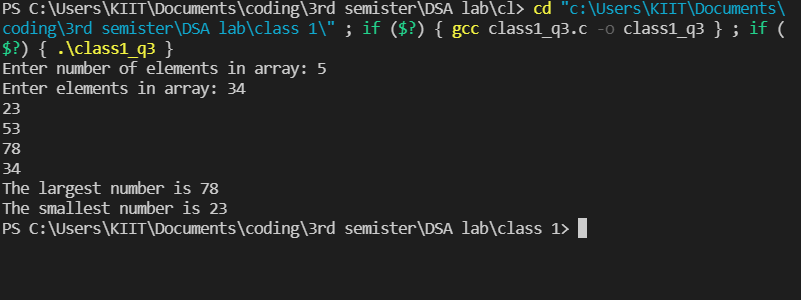 PS C:\Users\KIIT\Documents\coding\3rd semister\DSA lab\cl> cd "c:\Users\KIIT\Documents\
coding\3rd semister\DSA lab\class 1\" ; if ($?) { gcc class1_q3.c -o class1_q3 } ; if (
$?) { .\class1_q3 }
Enter number of elements in array: 5
Enter elements in array: 34
23
53
78
34
The largest number is 78
The smallest number is 23
PS C:\Users\KIIT\Documents\coding\3rd semister\DSA lab\class 1>